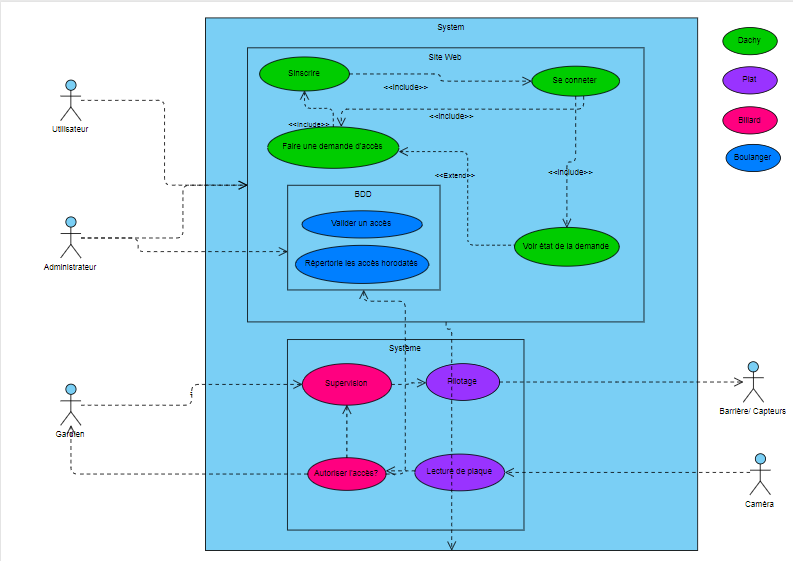 System
Site Web
S'inscrire
Se conneter
<<Include>>
<<Include>>
<<Include>>
Faire une demande d'accès
<<Extend>>
<<Include>>
BDD
Valider un accès
Répertorie les accès horodatés
Voir état de la demande
Système
Supervision
Pilotage
Autoriser l'accès?
Lecture de plaque
Utilisateur
Administrateur
Gardien
Barrière/ Capteurs
Caméra
Dachy
Plat
Billard
Boulanger